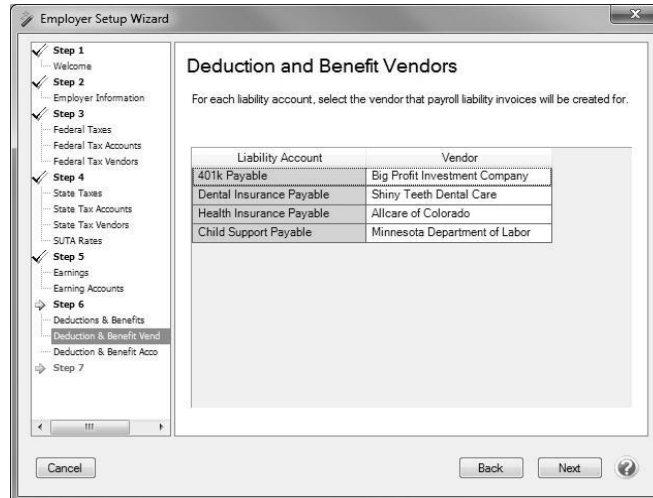 Employer Setup Wizard
Step 1
Welcome
Step 2
Employer Information
Step 3
Federal Taxes
Federal Tax Accounts
Federal Tax Vendors
Step 4
State Taxes
State Tax Accounts
State Tax Vendors
SUTA Rates
Step 5
Earnings
Earning Accounts
Step 6
Deductions & Benefits
Deduction & Benefit Vend
Deduction & Benefit Acco
Step 7
Deduction and Benefit Vendors
For each liability account, select the vendor that payroll liability invoices will be created for.
Liability Account Vendor
401k Payable Big Profit Investment Company
Dental Insurance Payable Shiny Teeth Dental Care
Health Insurance Payable Allcare of Colorado
Child Support Payable Minnesota Department of Labor
Cancel Back Next ?